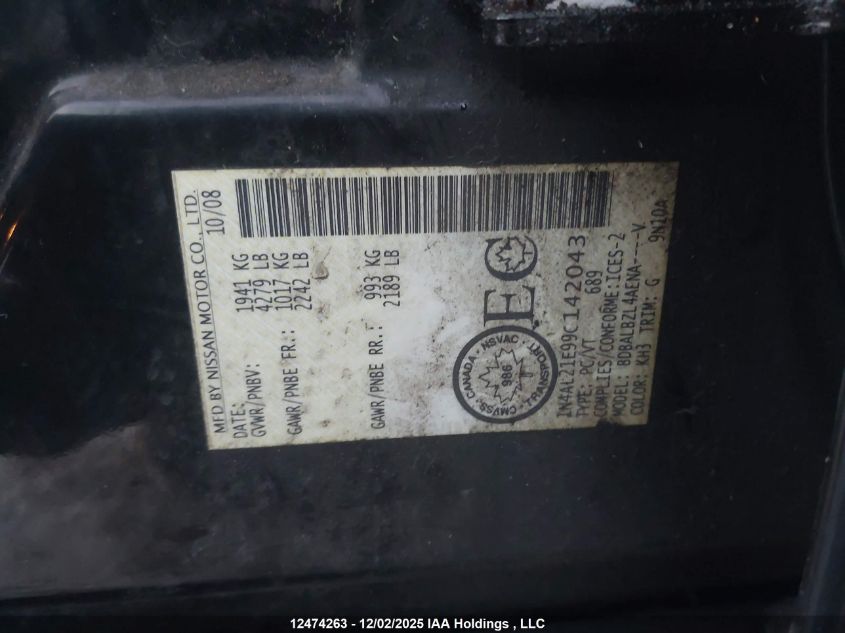 MFD BY NISSAN MOTOR CO., LTD.
DATE: 10/08
GVWR/PNBV: 1941 KG
4279 LB
GAWR/PNBE FR.: 1017 KG
2242 LB
GAWR/PNBE RR.: 993 KG
2189 LB
CANADA · NSVAC · TRANSPORT · CMVSS
986
EC
1N4AL21E09C142043
TYPE: PC/VT 689
COMPLIES/CONFORME:ICES-2
MODEL: BDBALBZL4AENA----V
COLOR: KH3 TRIM: G 9N10A
12474263 - 12/02/2025 IAA Holdings , LLC